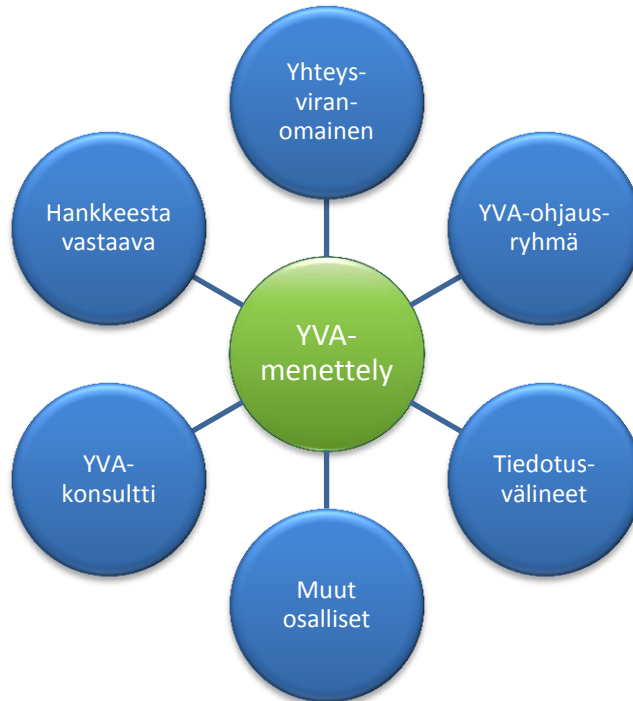 Yhteys-
viran-
omainen
Hankkeesta
vastaava
YVA-ohjaus-
ryhmä
YVA-
menettely
YVA-
konsultti
Tiedotus-
välineet
Muut
osalliset